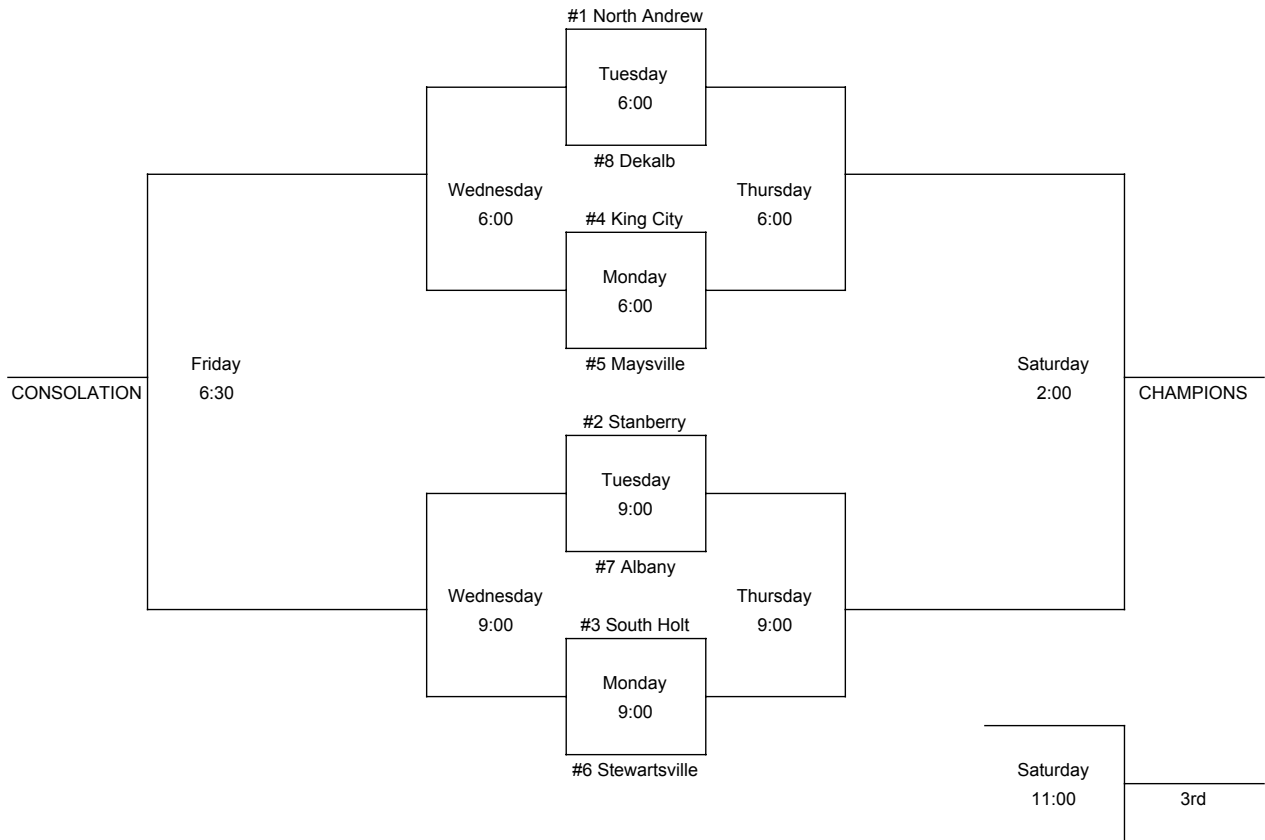 #1 North Andrew
Tuesday
6:00
#8 Dekalb
Wednesday
6:00
Thursday
6:00
#4 King City
Monday
6:00
#5 Maysville
Friday
6:30
CONSOLATION
Saturday
2:00
CHAMPIONS
#2 Stanberry
Tuesday
9:00
#7 Albany
Wednesday
9:00
Thursday
9:00
#3 South Holt
Monday
9:00
#6 Stewartsville
Saturday
11:00
3rd